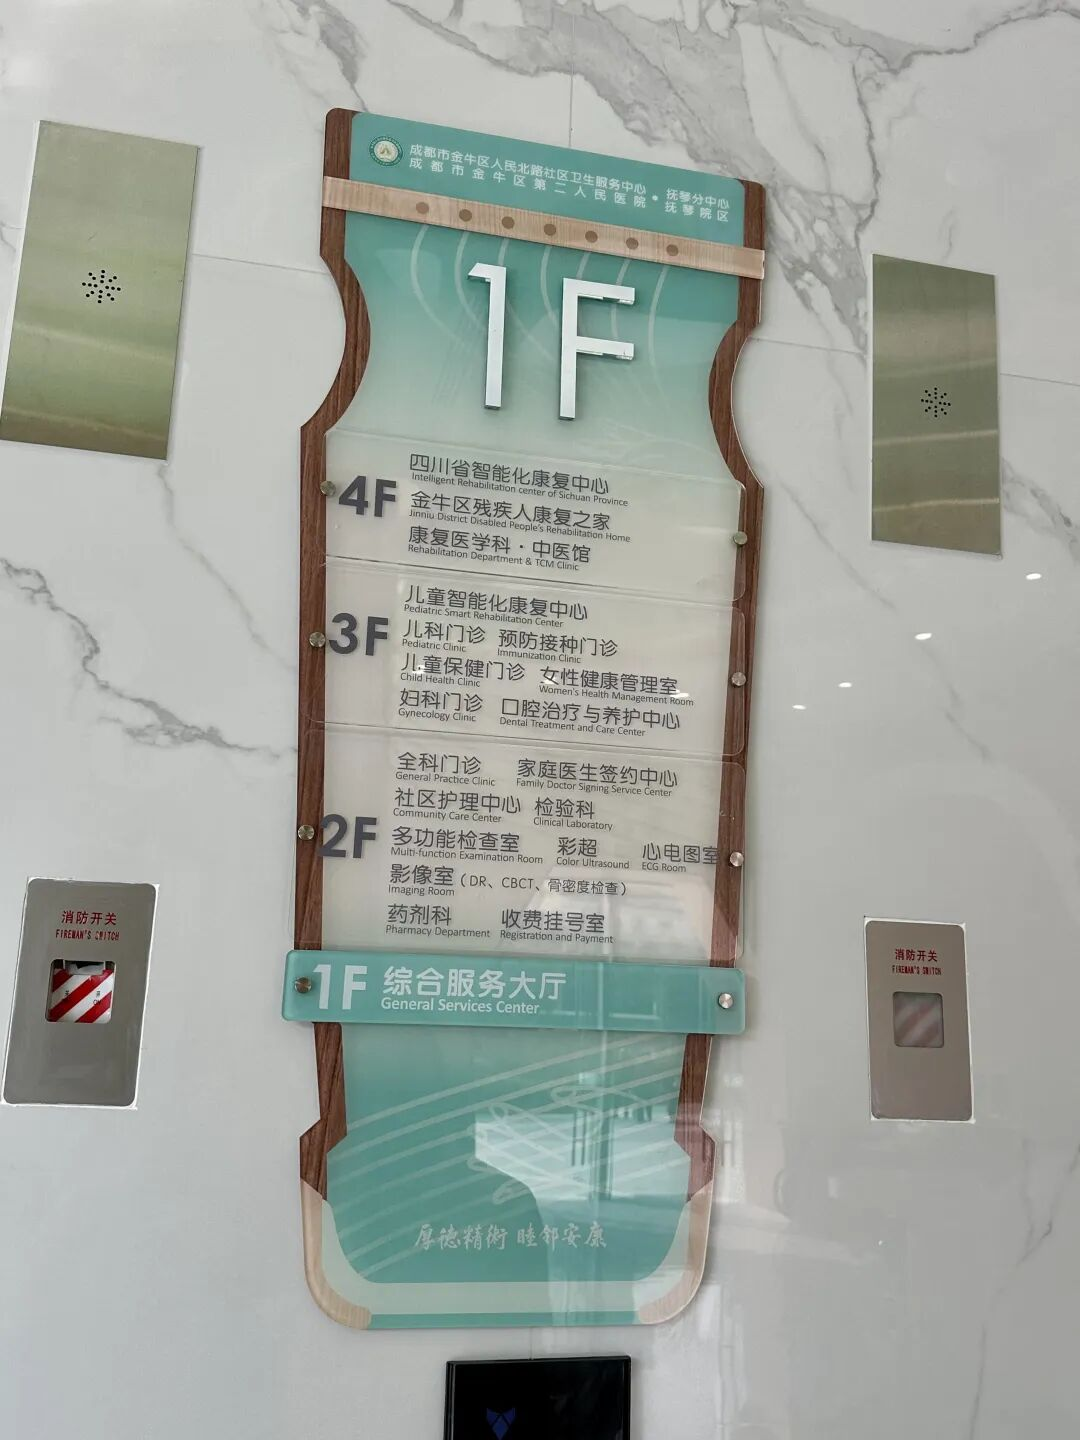 成都市金牛区人民北路社区卫生服务中心·抚琴分中心
成都市金牛区第二人民医院·抚琴院区
1F
4F
四川省智能化康复中心
Intelligent Rehabilitation center of Sichuan Province
金牛区残疾人康复之家
Jinniu District Disabled People's Rehabilitation Home
康复医学科·中医馆
Rehabilitation Department & TCM Clinic
3F
儿童智能化康复中心
Pediatric Smart Rehabilitation Center
儿科门诊 预防接种门诊
Pediatric Clinic Immunization Clinic
儿童保健门诊 女性健康管理室
Child Health Clinic Women's Health Management Room
妇科门诊 口腔治疗与养护中心
Gynecology Clinic Dental Treatment and Care Center
2F
全科门诊 家庭医生签约中心
General Practice Clinic Family Doctor Signing Service Center
社区护理中心 检验科
Community Care Center Clinical Laboratory
多功能检查室 彩超 心电图室
Multi-function Examination Room Color Ultrasound ECG Room
影像室（DR、CBCT、骨密度检查）
Imaging Room
药剂科 收费挂号室
Pharmacy Department Registration and Payment
1F 综合服务大厅
General Services Center
厚德精術 睦邻安康
消防开关
FIREMAN'S SWITCH
消防开关
FIREMAN'S SWITCH